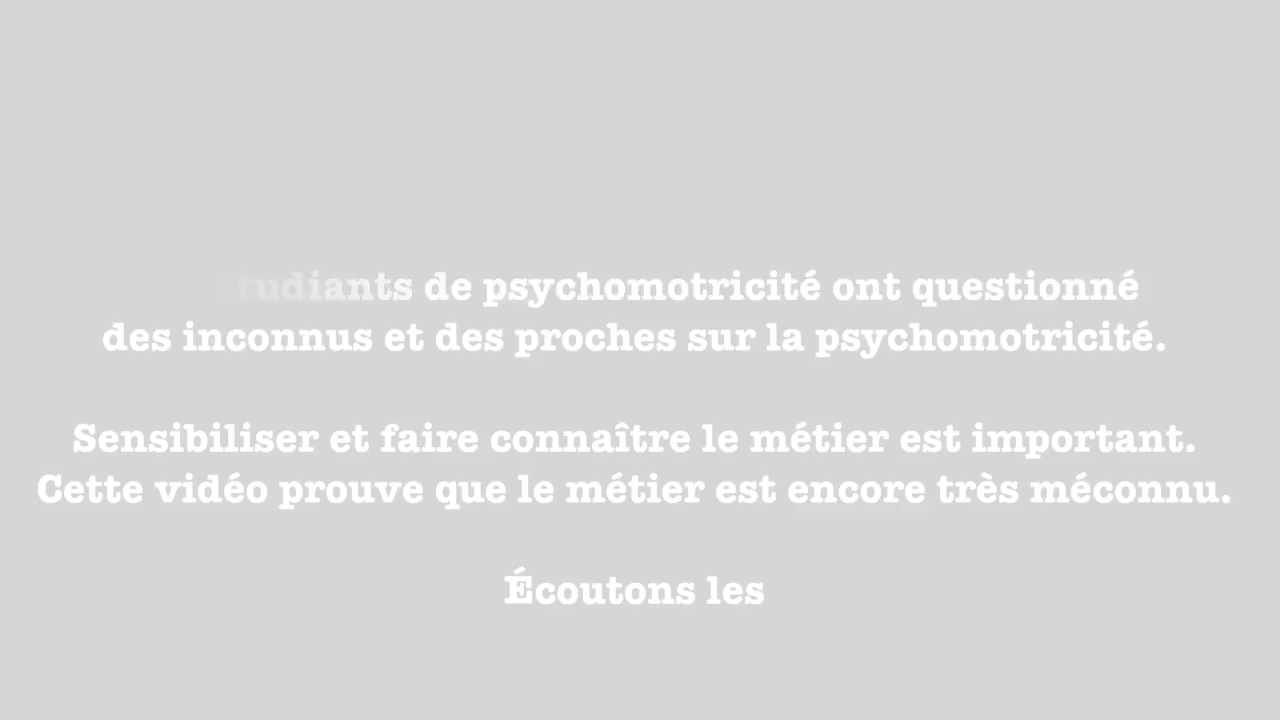 tudiants de psychomotricité ont questionné
des inconnus et des proches sur la psychomotricité.
Sensibiliser et faire connaître le métier est important.
Cette vidéo prouve que le métier est encore très méconnu.
Écoutons les